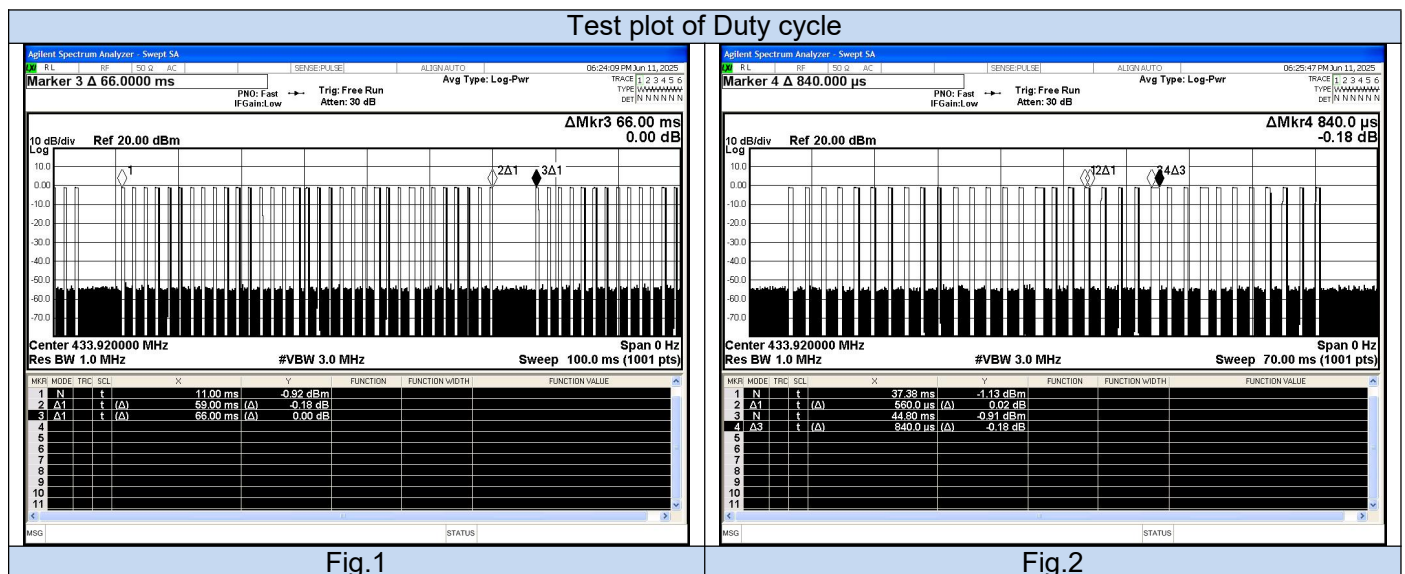 Test plot of Duty cycle
Agilent Spectrum Analyzer - Swept SA
RL RF 50 Ω AC SENSE:PULSE ALIGN AUTO 06:24:09 PM Jun 11, 2025
Marker 3 Δ 66.0000 ms
PNO: Fast
IFGain:Low
Trig: Free Run
Atten: 30 dB
Avg Type: Log-Pwr
TRACE 1 2 3 4 5 6
TYPE
DET N N N N N N
ΔMkr3 66.00 ms
0.00 dB
10 dB/div Ref 20.00 dBm
Log
10.0
0.00
-10.0
-20.0
-30.0
-40.0
-50.0
-60.0
-70.0
1
2Δ1
3Δ1
Center 433.920000 MHz Span 0 Hz
Res BW 1.0 MHz #VBW 3.0 MHz Sweep 100.0 ms (1001 pts)
MKR MODE TRC SCL X Y FUNCTION FUNCTION WIDTH FUNCTION VALUE
1 N t 11.00 ms -0.92 dBm
2 Δ1 t (Δ) 59.00 ms (Δ) -0.18 dB
3 Δ1 t (Δ) 66.00 ms (Δ) 0.00 dB
4
5
6
7
8
9
10
11
MSG STATUS
Fig.1
Agilent Spectrum Analyzer - Swept SA
RL RF 50 Ω AC SENSE:PULSE ALIGN AUTO 06:25:47 PM Jun 11, 2025
Marker 4 Δ 840.000 µs
PNO: Fast
IFGain:Low
Trig: Free Run
Atten: 30 dB
Avg Type: Log-Pwr
TRACE 1 2 3 4 5 6
TYPE
DET N N N N N N
ΔMkr4 840.0 µs
-0.18 dB
10 dB/div Ref 20.00 dBm
Log
10.0
0.00
-10.0
-20.0
-30.0
-40.0
-50.0
-60.0
-70.0
2Δ1
4Δ3
Center 433.920000 MHz Span 0 Hz
Res BW 1.0 MHz #VBW 3.0 MHz Sweep 70.00 ms (1001 pts)
MKR MODE TRC SCL X Y FUNCTION FUNCTION WIDTH FUNCTION VALUE
1 N t 37.38 ms -1.13 dBm
2 Δ1 t (Δ) 560.0 µs (Δ) 0.02 dB
3 N t 44.80 ms -0.91 dBm
4 Δ3 t (Δ) 840.0 µs (Δ) -0.18 dB
5
6
7
8
9
10
11
MSG STATUS
Fig.2